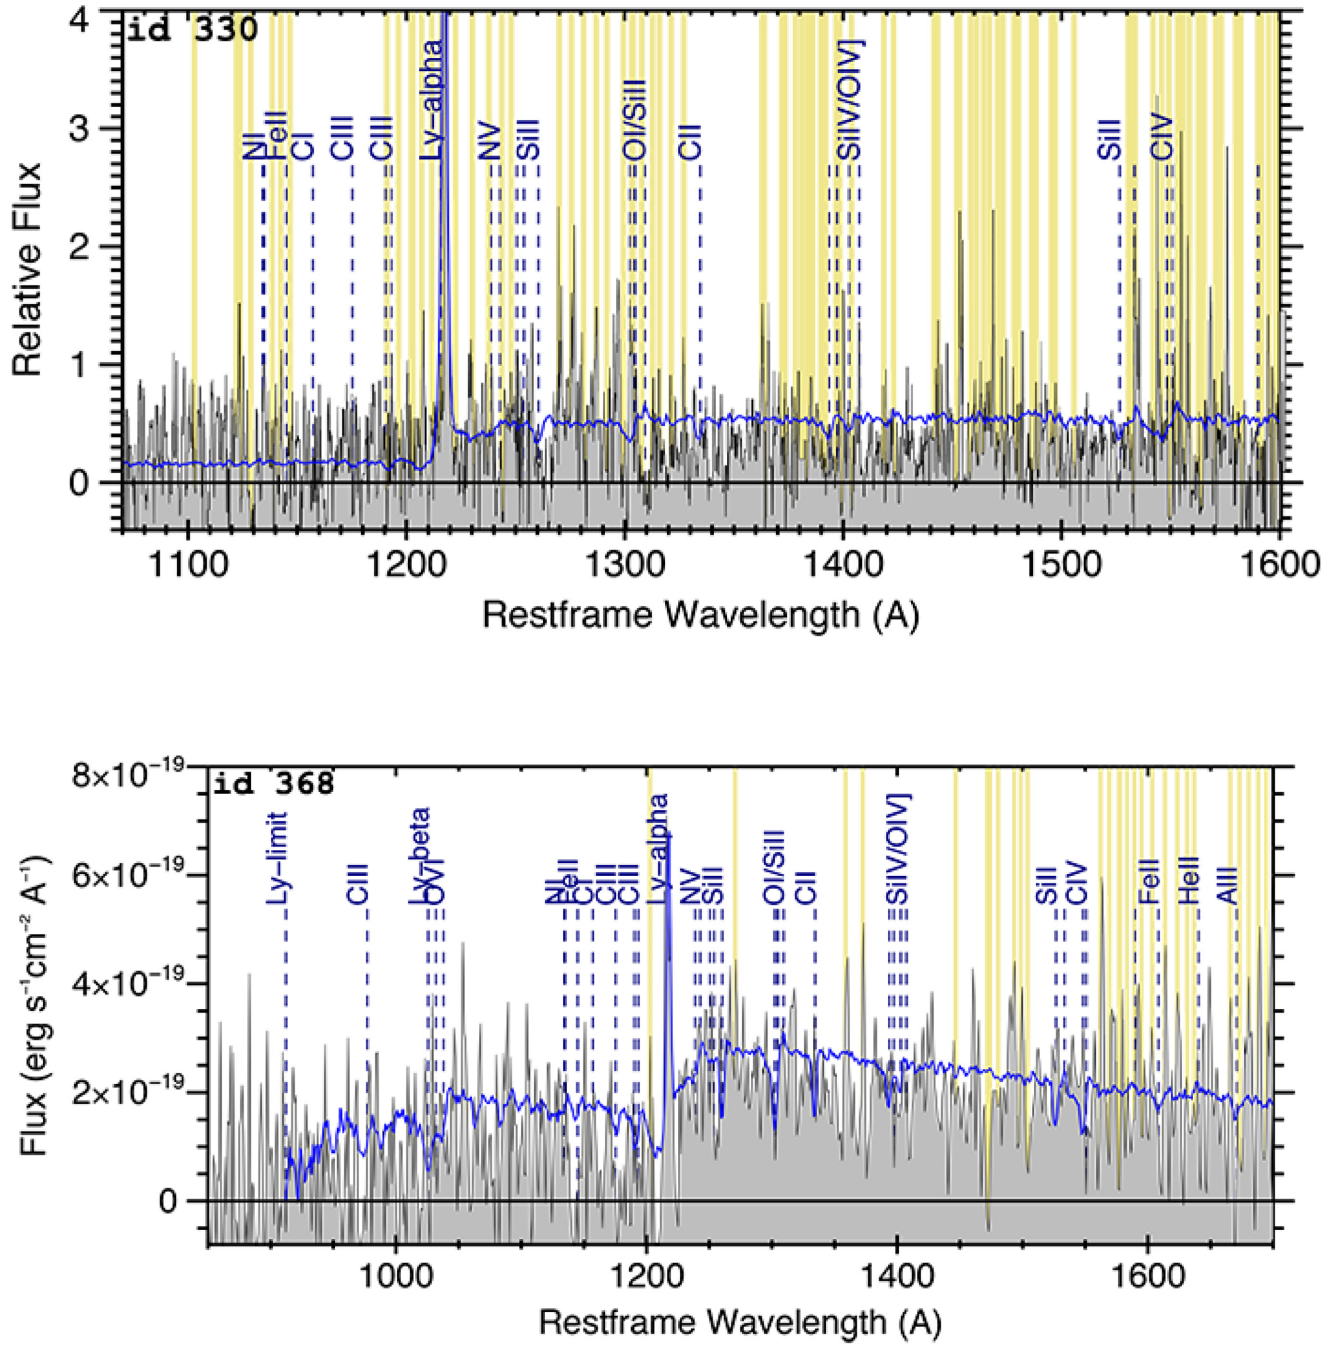 id 330
4
3
2
1
0
Relative Flux
NI
FeII
CI
CIII
CIII
Ly-alpha
NV
SiII
OI/SiII
CII
SiIV/OIV]
SiII
CIV
1100 1200 1300 1400 1500 1600
Restframe Wavelength (A)
id 368
8×10⁻¹⁹
6×10⁻¹⁹
4×10⁻¹⁹
2×10⁻¹⁹
0
Flux (erg s⁻¹cm⁻² A⁻¹)
Ly-limit
CIII
Ly-beta
OVI
NI
FeII
CI
CIII
CIII
Ly-alpha
NV
SiII
OI/SiII
CII
SiIV/OIV]
SiII
CIV
FeII
HeII
AlII
1000 1200 1400 1600
Restframe Wavelength (A)